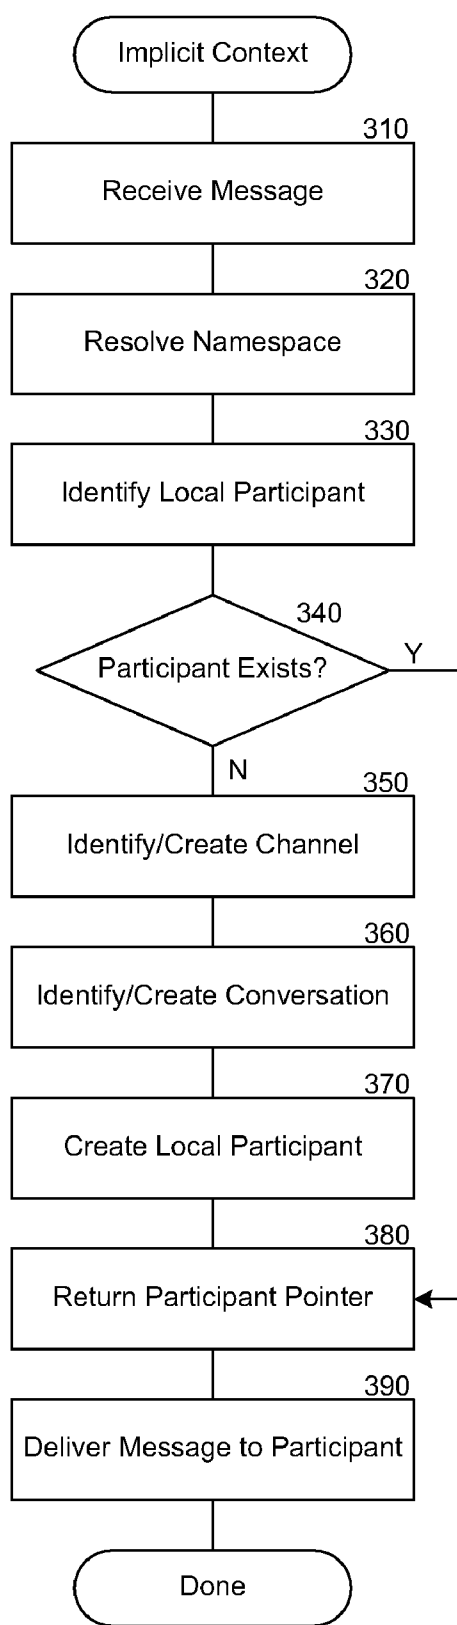 Implicit Context
310
Receive Message
320
Resolve Namespace
330
Identify Local Participant
340
Participant Exists?
Y
N
350
Identify/Create Channel
360
Identify/Create Conversation
370
Create Local Participant
380
Return Participant Pointer
390
Deliver Message to Participant
Done